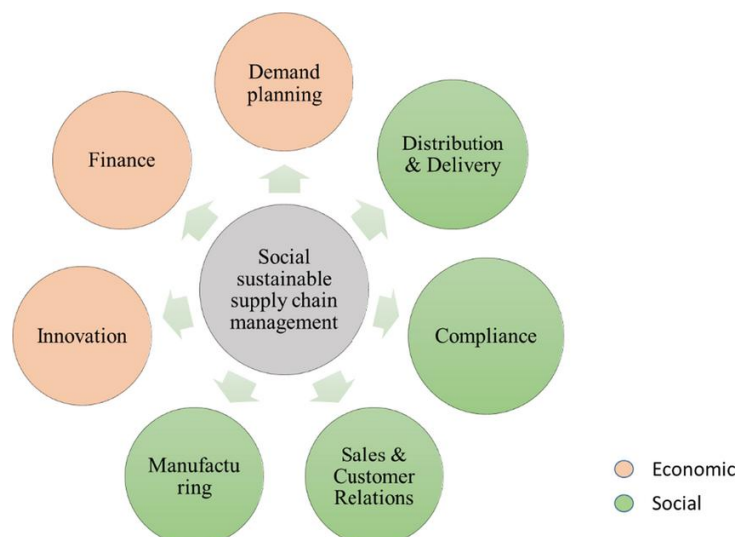 Demand
planning
Distribution
& Delivery
Finance
Social
sustainable
supply chain
management
Innovation
Compliance
Manufactu
ring
Sales &
Customer
Relations
Economic
Social